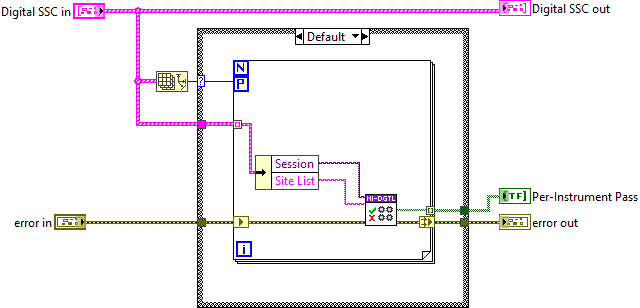 Digital SSC in
Digital SSC out
Default
?
N
P
Session
Site List
NI-DGTL
TF
Per-Instrument Pass
error in
error out
i